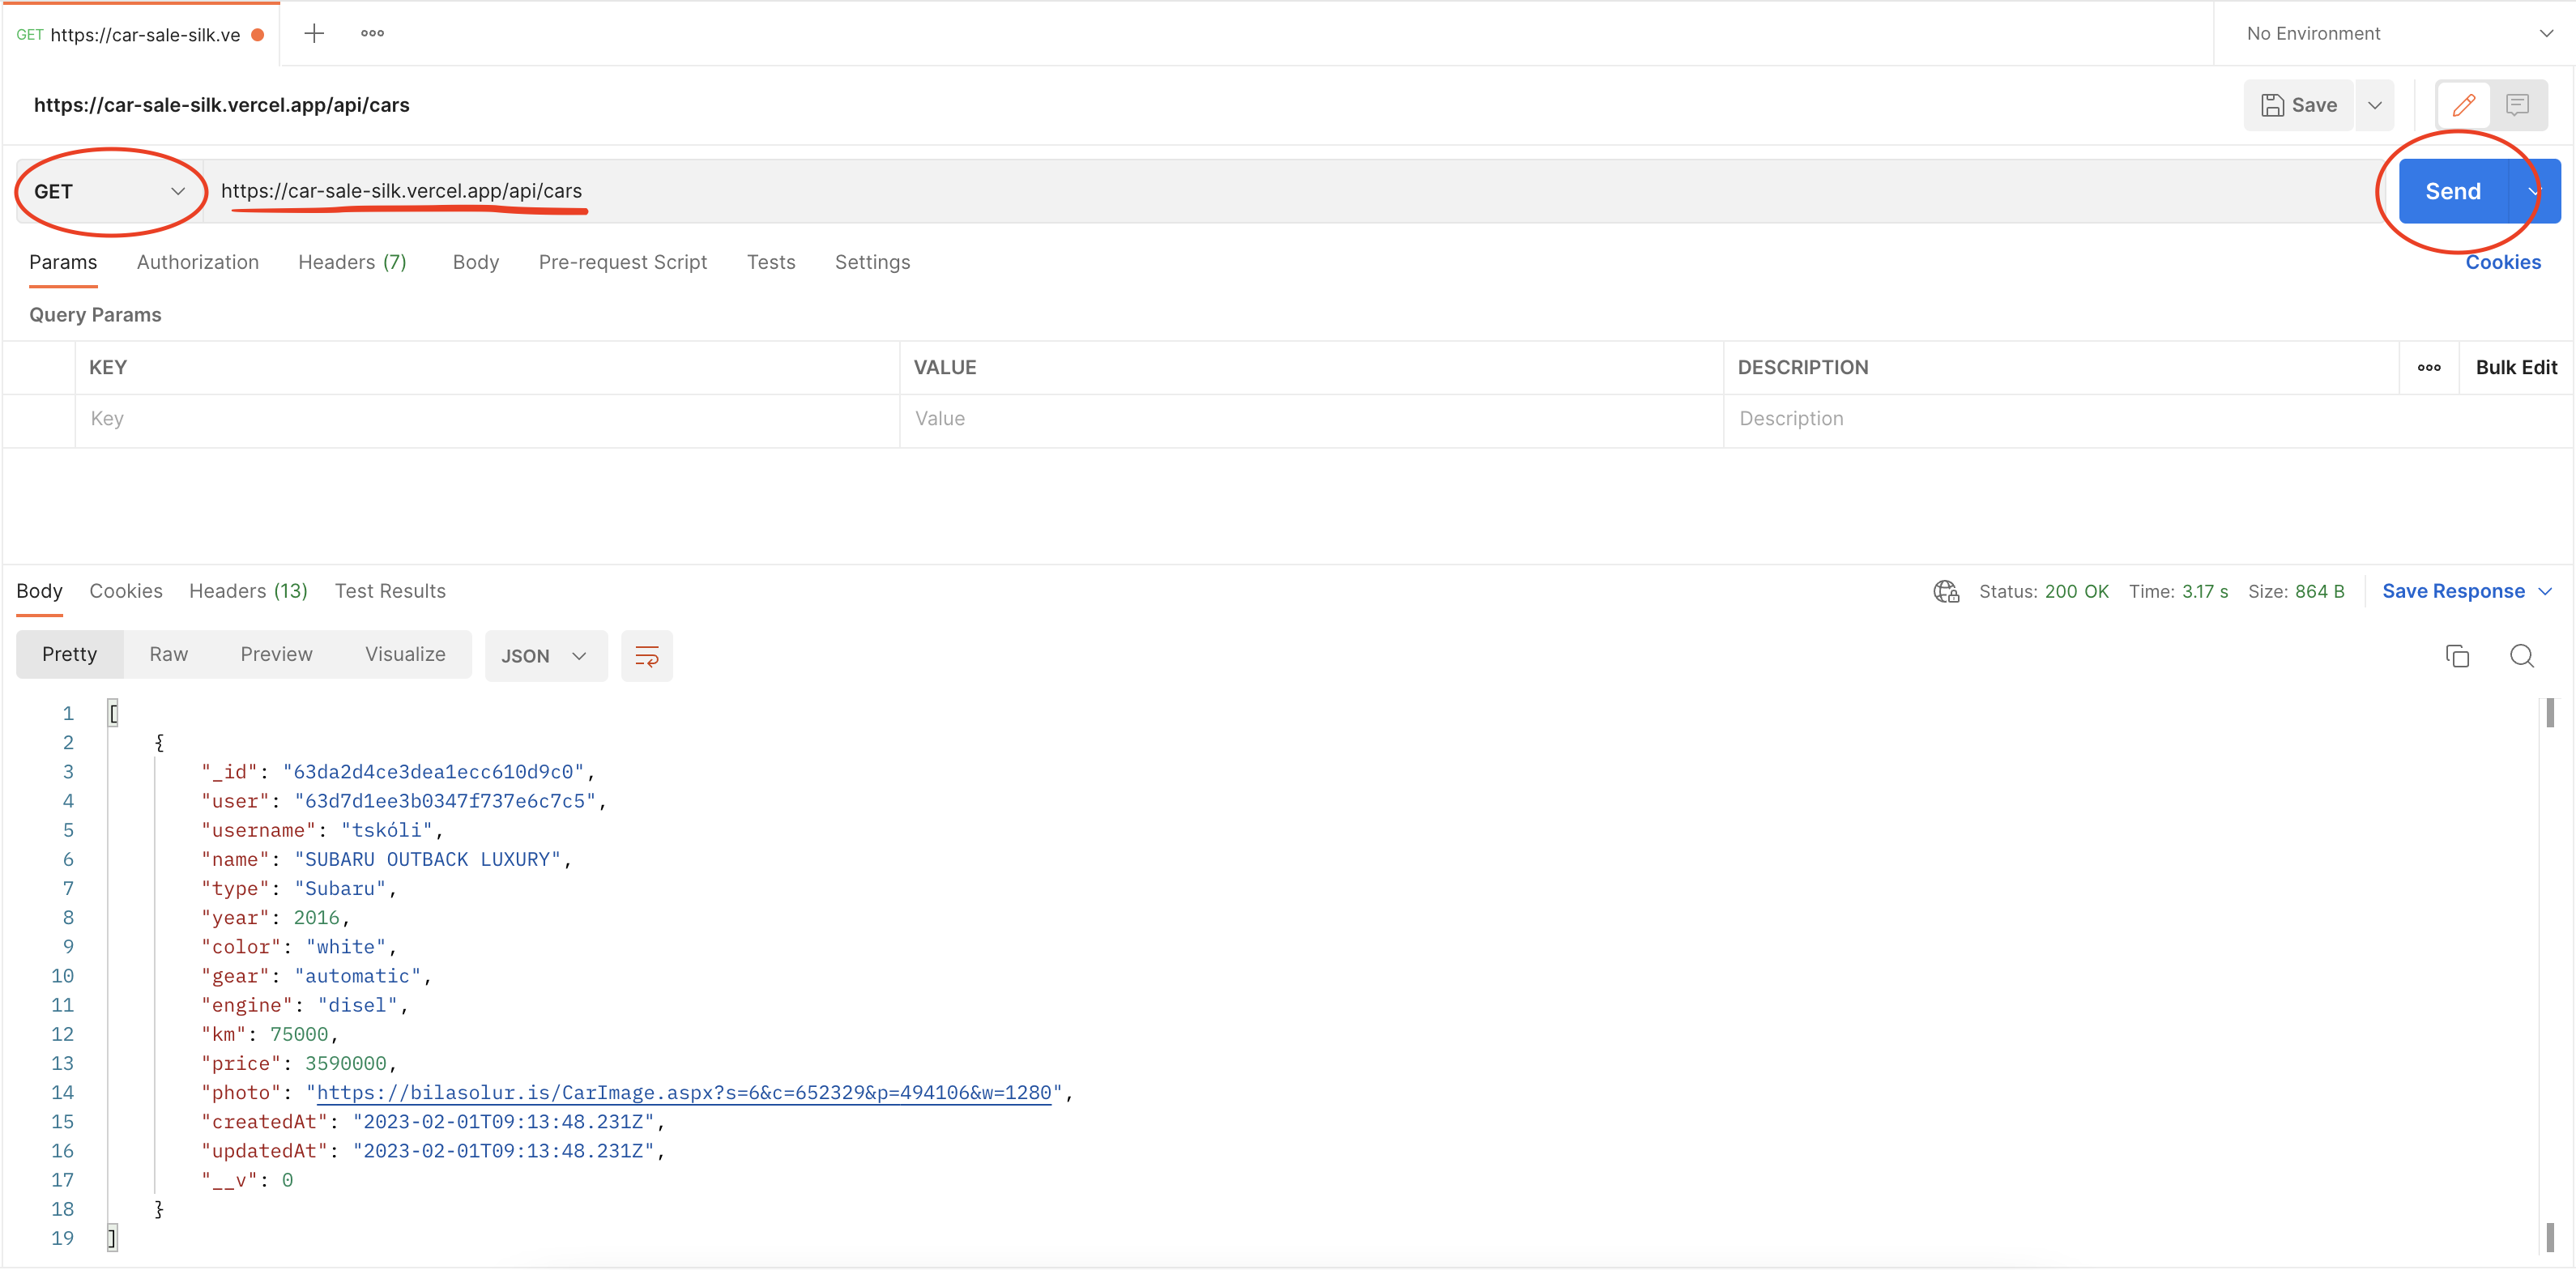 GET https://car-sale-silk.ve
No Environment
https://car-sale-silk.vercel.app/api/cars
Save
GET https://car-sale-silk.vercel.app/api/cars Send
Params Authorization Headers (7) Body Pre-request Script Tests Settings Cookies
Query Params
KEY VALUE DESCRIPTION Bulk Edit
Key Value Description
Body Cookies Headers (13) Test Results Status: 200 OK Time: 3.17 s Size: 864 B Save Response
Pretty Raw Preview Visualize JSON
1 [
2 {
3 "_id": "63da2d4ce3dea1ecc610d9c0",
4 "user": "63d7d1ee3b0347f737e6c7c5",
5 "username": "tskóli",
6 "name": "SUBARU OUTBACK LUXURY",
7 "type": "Subaru",
8 "year": 2016,
9 "color": "white",
10 "gear": "automatic",
11 "engine": "disel",
12 "km": 75000,
13 "price": 3590000,
14 "photo": "https://bilasolur.is/CarImage.aspx?s=6&c=652329&p=494106&w=1280",
15 "createdAt": "2023-02-01T09:13:48.231Z",
16 "updatedAt": "2023-02-01T09:13:48.231Z",
17 "__v": 0
18 }
19 ]